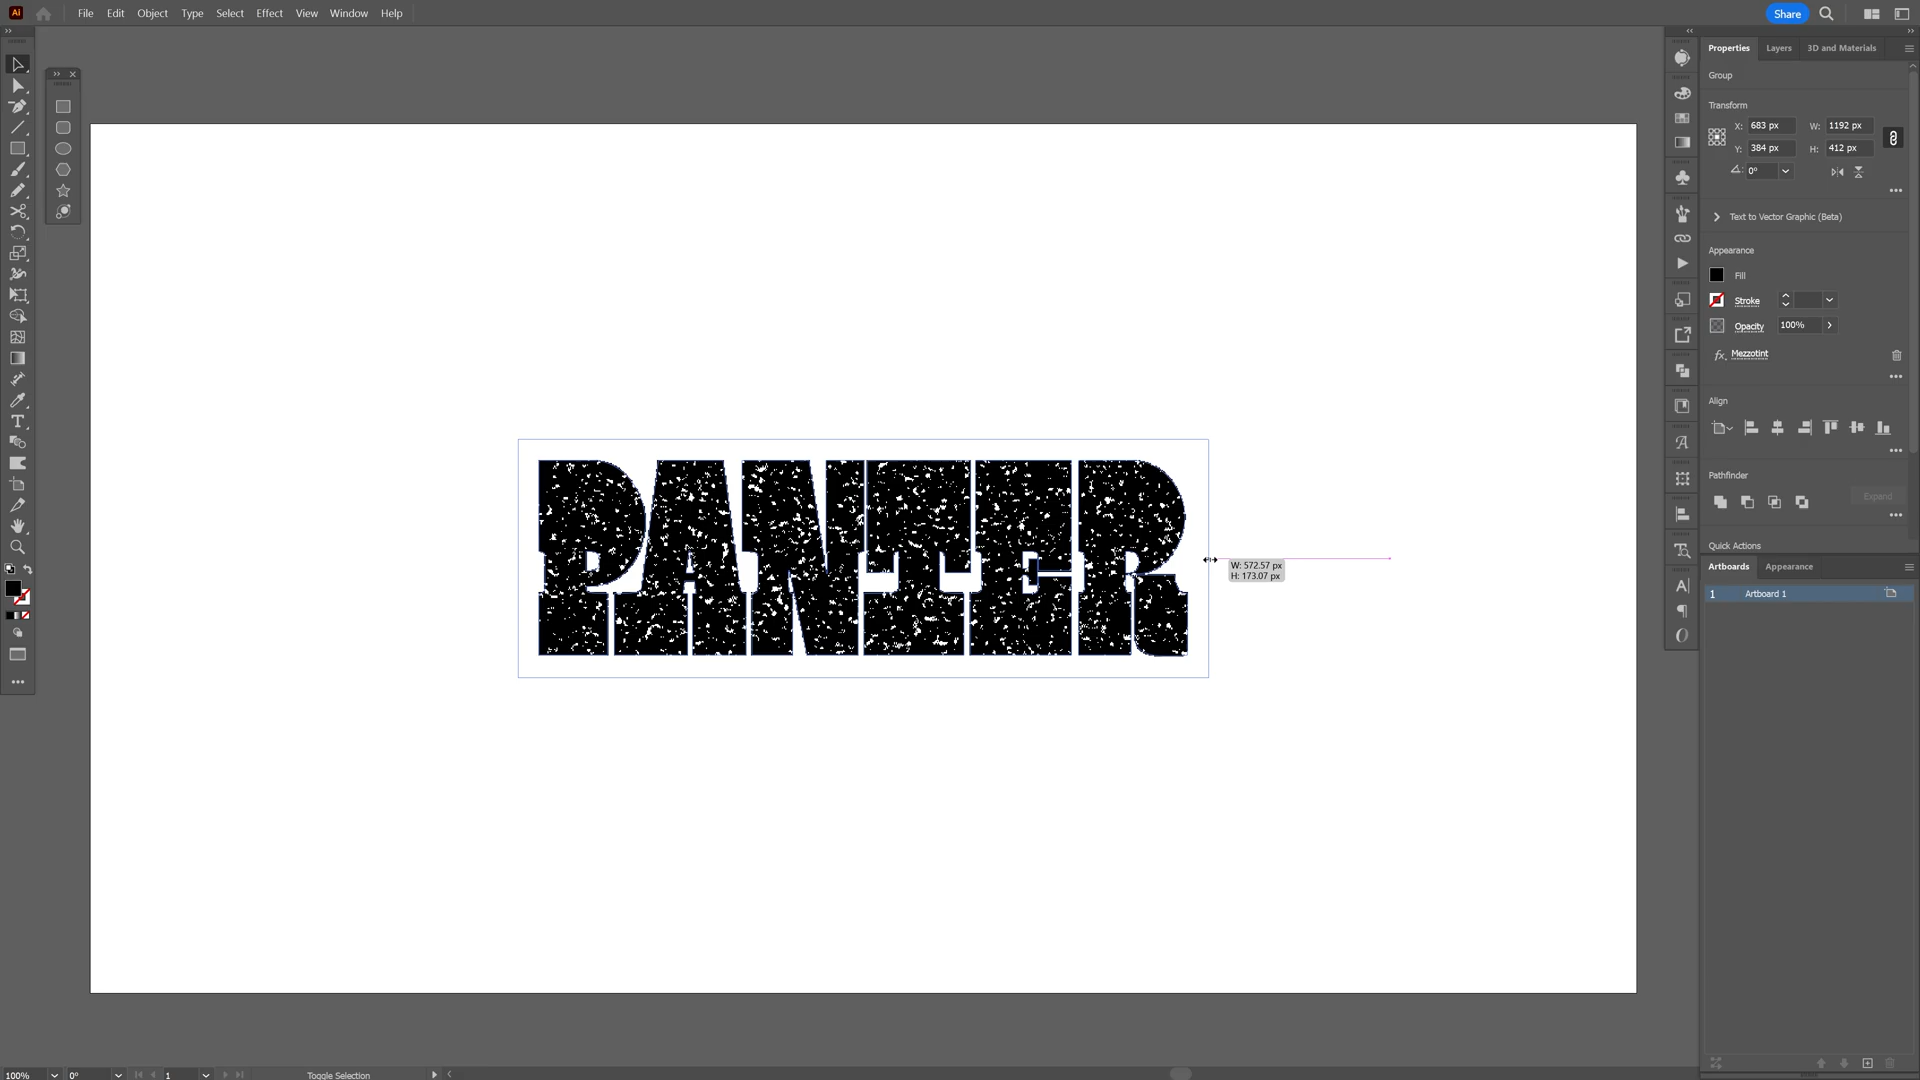 Ai File Edit Object Type Select Effect View Window Help Share
Properties Layers 3D and Materials
Group
Transform
X: 683 px W: 1192 px
Y: 384 px H: 412 px
0°
Text to Vector Graphic (Beta)
Appearance
Fill
Stroke
Opacity 100%
fx. Mezzotint
Align
Pathfinder
Expand
Quick Actions
Artboards Appearance
1 Artboard 1
PANTER
W: 572.57 px
H: 173.07 px
100% 0° 1 Toggle Selection